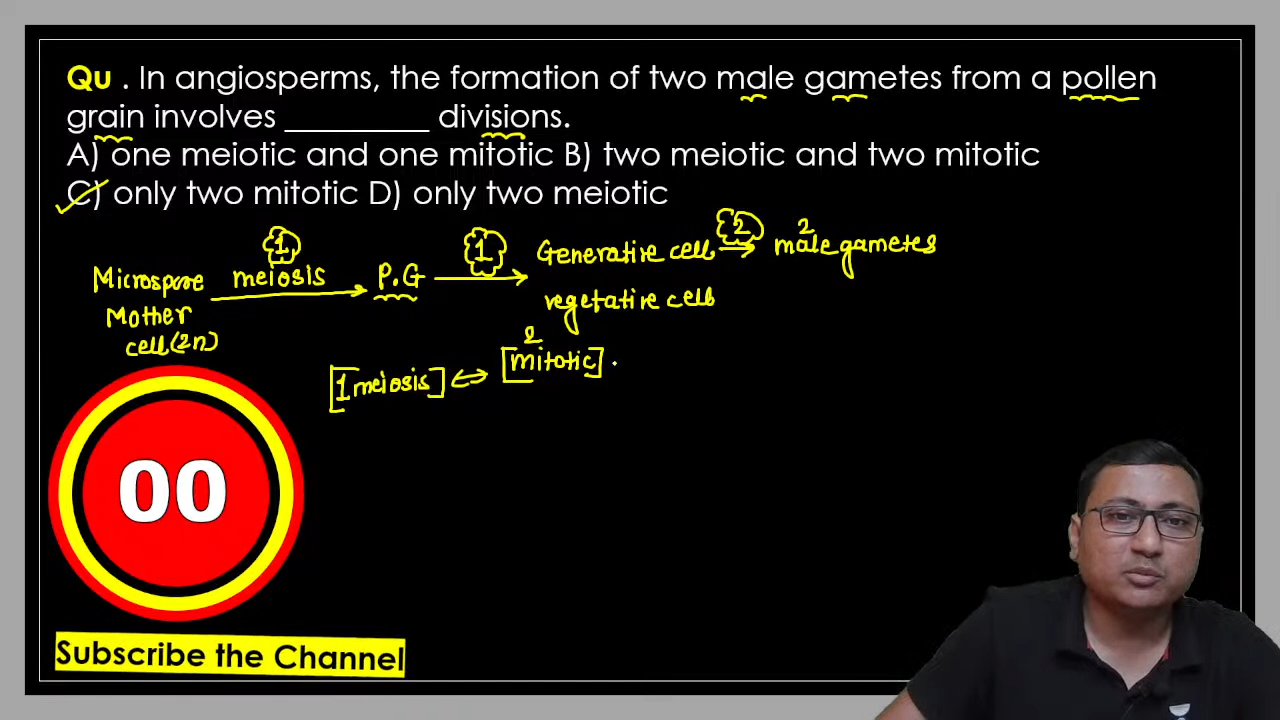 Qu . In angiosperms, the formation of two male gametes from a pollen
grain involves _________ divisions.
A) one meiotic and one mitotic B) two meiotic and two mitotic
C) only two mitotic D) only two meiotic
Microspore Mother cell(2n) 1 meiosis P.G 1 Generative cell 2 2 male gametes
vegetative cell
[1 meiosis] ⇔ [2 mitotic] .
00
Subscribe the Channel